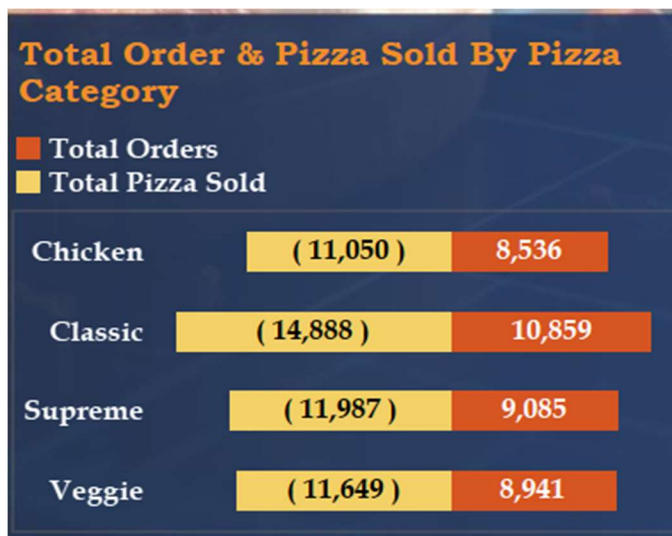 Total Order & Pizza Sold By Pizza
Category
Total Orders
Total Pizza Sold
Chicken ( 11,050 ) 8,536
Classic ( 14,888 ) 10,859
Supreme ( 11,987 ) 9,085
Veggie ( 11,649 ) 8,941